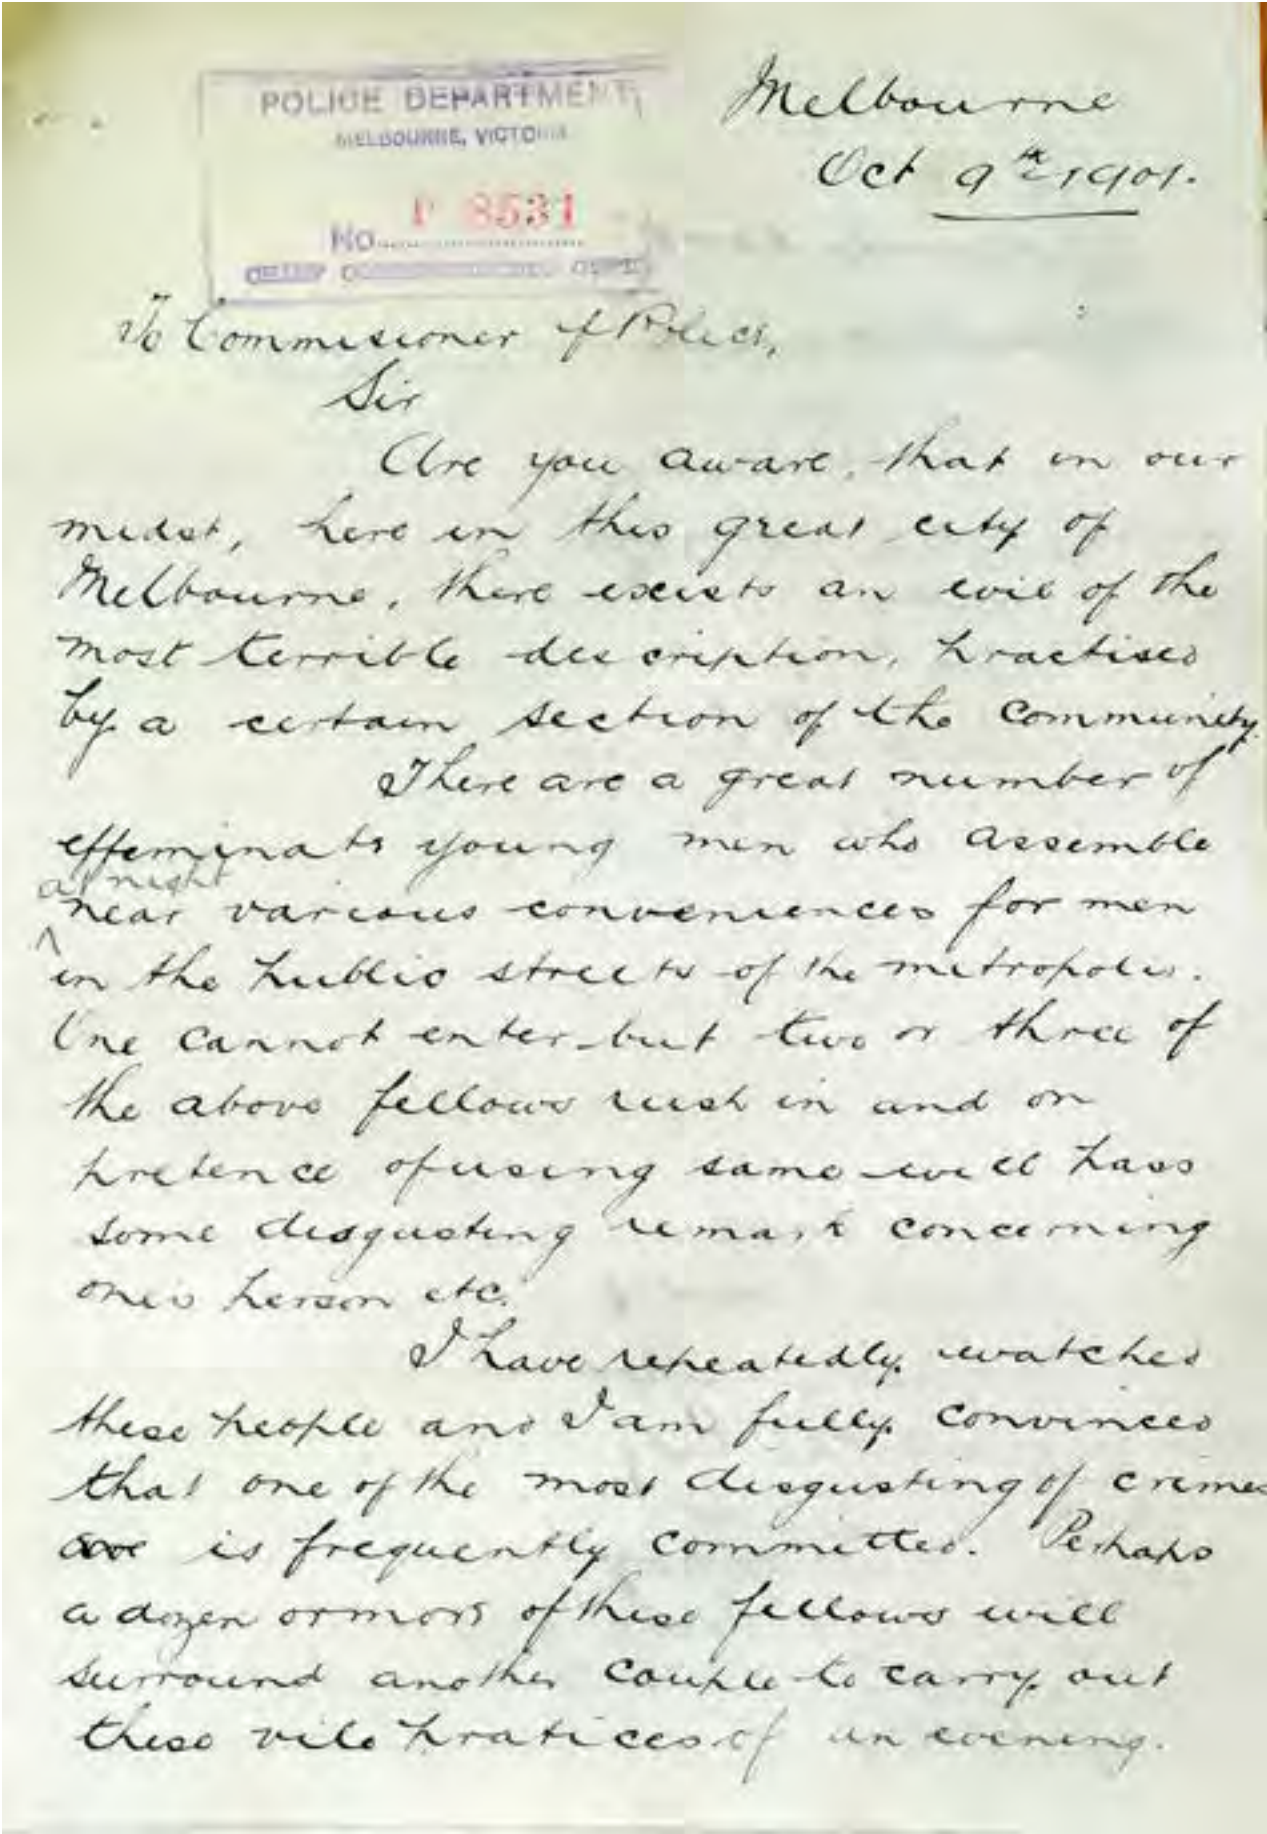 POLICE DEPARTMENT,
MELBOURNE, VICTORIA
No. P 8531
Melbourne
Oct 9th 1901.
To Commisioner of Police,
Sir
Are you aware, that in our
midst, here in this great city of
Melbourne, there exists an evil of the
most terrible description, practised
by a certain section of the community.
There are a great number of
effeminate young men who assemble
at night
near various conveniences for men
in the public streets of the metropolis.
One cannot enter but two or three of
the above fellows rush in and on
pretence of using same will pass
some disgusting remark concerning
one's person etc.
I have repeatedly watched
these people and I am fully convinced
that one of the most disgusting of crimes
is frequently committed. Perhaps
a dozen or more of these fellows will
surround another couple to carry out
these vile pratices of an evening.